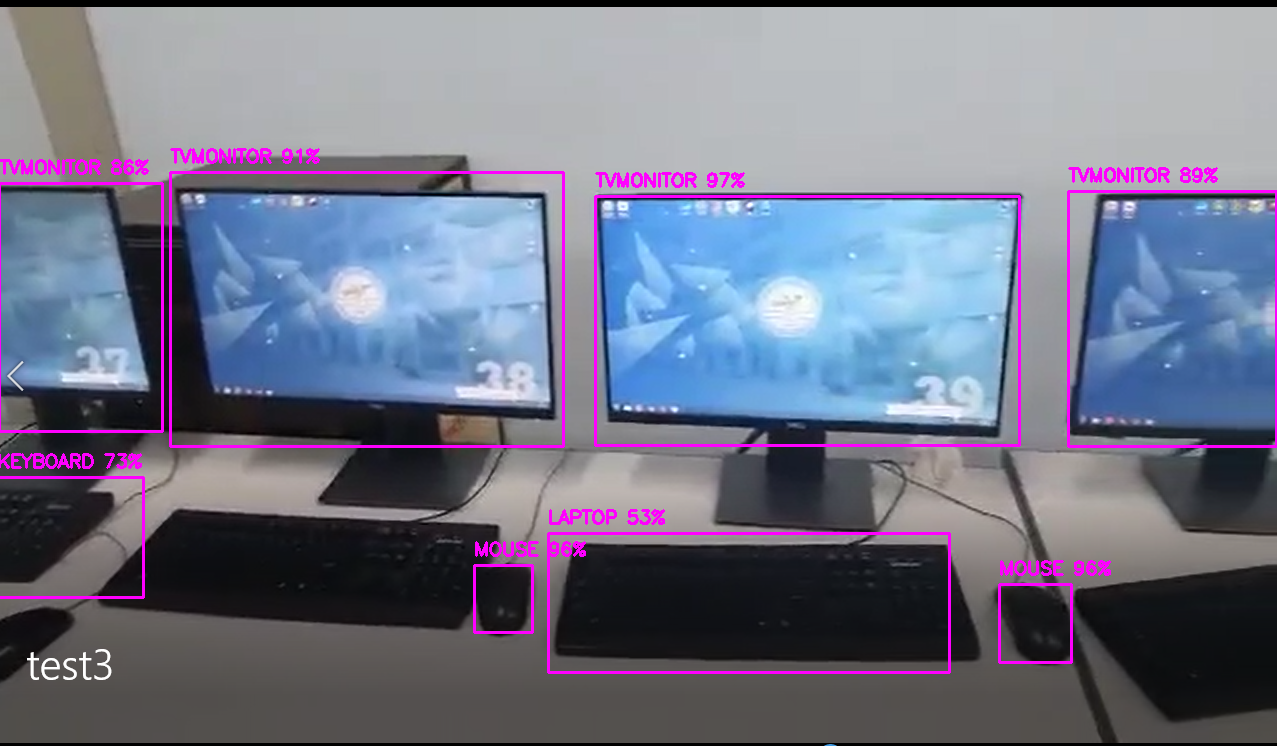 TVMONITOR 86%
TVMONITOR 91%
TVMONITOR 97%
TVMONITOR 89%
37
38
39
KEYBOARD 73%
LAPTOP 53%
MOUSE 96%
MOUSE 96%
test3